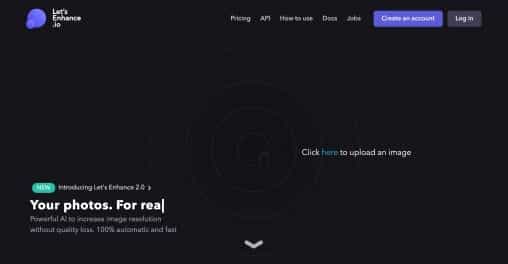 Let's
Enhance
.io
Pricing API How to use Docs Jobs Create an account Log in
Click here to upload an image
NEW Introducing Let's Enhance 2.0
Your photos. For rea
Powerful AI to increase image resolution
without quality loss. 100% automatic and fast